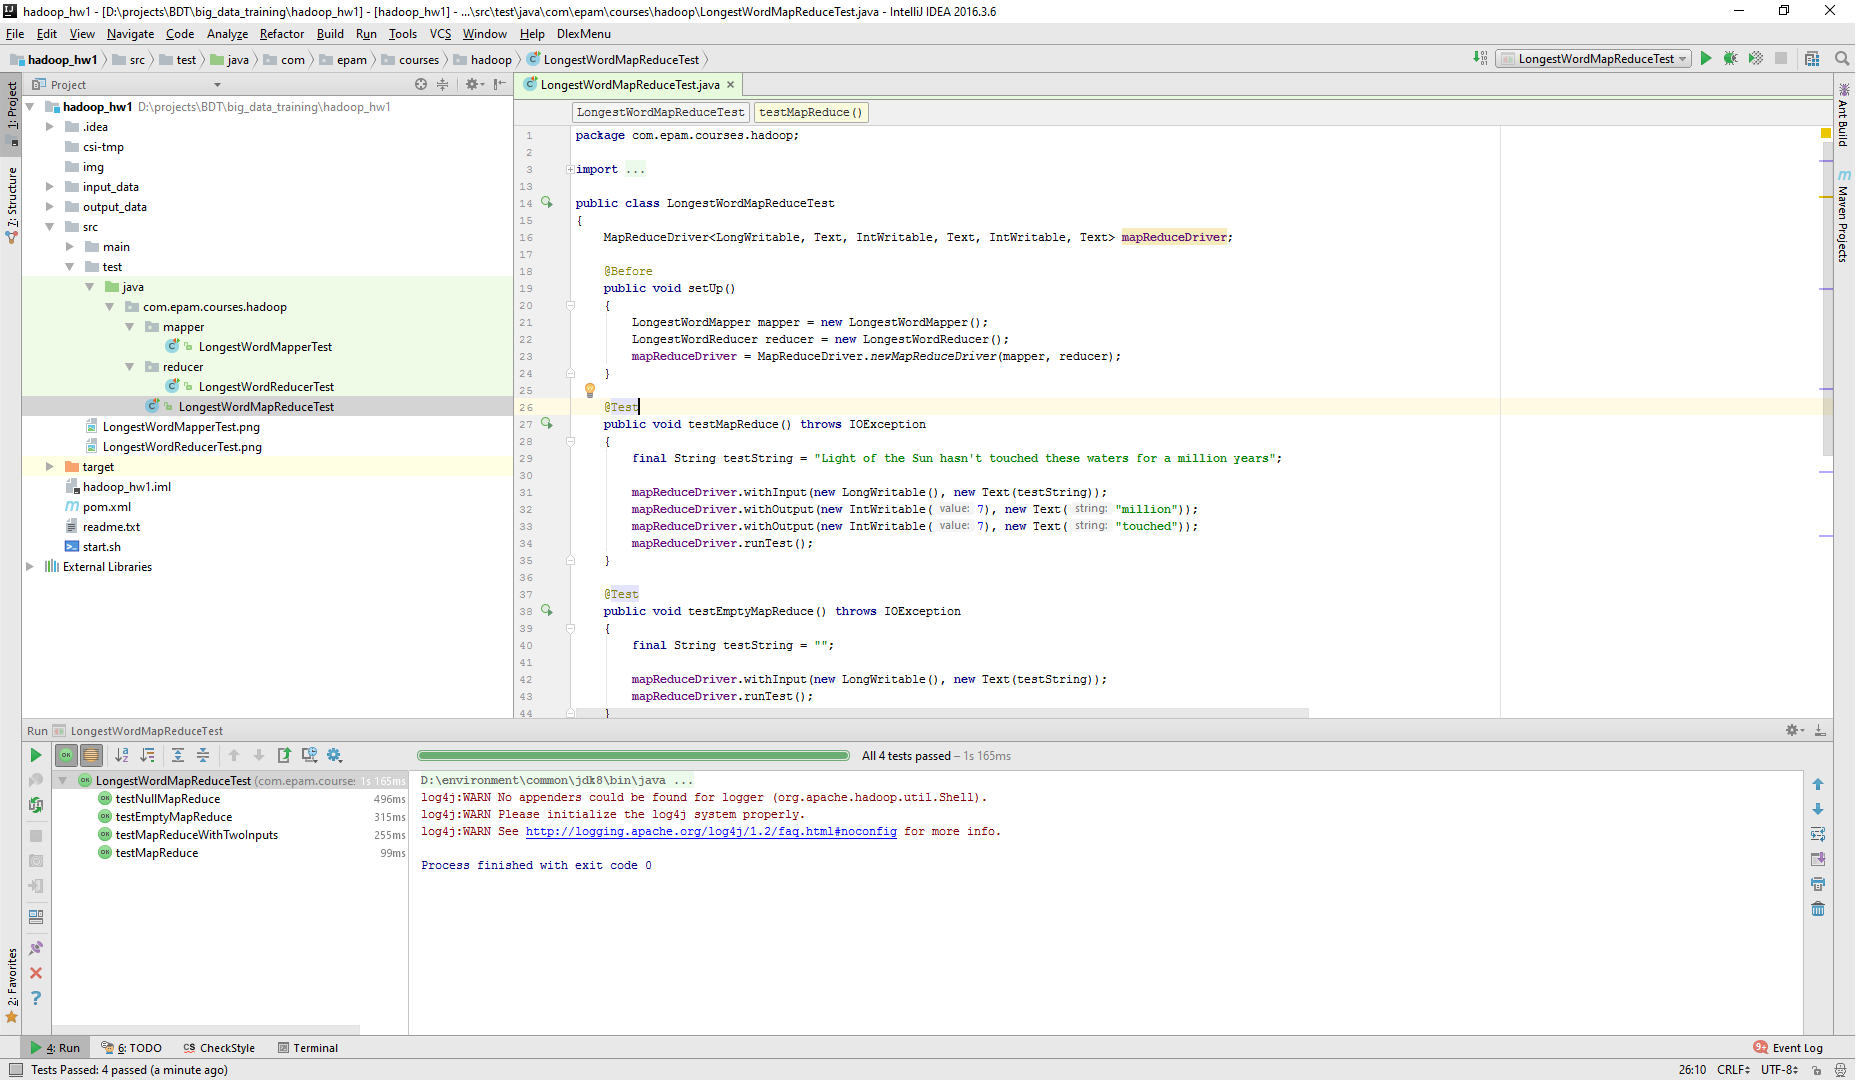 hadoop_hw1 - [D:\projects\BDT\big_data_training\hadoop_hw1] - [hadoop_hw1] - ...\src\test\java\com\epam\courses\hadoop\LongestWordMapReduceTest.java - IntelliJ IDEA 2016.3.6
File Edit View Navigate Code Analyze Refactor Build Run Tools VCS Window Help DlexMenu
hadoop_hw1 src test java com epam courses hadoop LongestWordMapReduceTest
LongestWordMapReduceTest
1: Project
7: Structure
2: Favorites
Project
hadoop_hw1 D:\projects\BDT\big_data_training\hadoop_hw1
.idea
csi-tmp
img
input_data
output_data
src
main
test
java
com.epam.courses.hadoop
mapper
LongestWordMapperTest
reducer
LongestWordReducerTest
LongestWordMapReduceTest
LongestWordMapperTest.png
LongestWordReducerTest.png
target
hadoop_hw1.iml
pom.xml
readme.txt
start.sh
External Libraries
LongestWordMapReduceTest.java
LongestWordMapReduceTest testMapReduce()
1 package com.epam.courses.hadoop;
2
3 import ...
13
14 public class LongestWordMapReduceTest
15 {
16 MapReduceDriver<LongWritable, Text, IntWritable, Text, IntWritable, Text> mapReduceDriver;
17
18 @Before
19 public void setUp()
20 {
21 LongestWordMapper mapper = new LongestWordMapper();
22 LongestWordReducer reducer = new LongestWordReducer();
23 mapReduceDriver = MapReduceDriver.newMapReduceDriver(mapper, reducer);
24 }
25
26 @Test
27 public void testMapReduce() throws IOException
28 {
29 final String testString = "Light of the Sun hasn't touched these waters for a million years";
30
31 mapReduceDriver.withInput(new LongWritable(), new Text(testString));
32 mapReduceDriver.withOutput(new IntWritable( value: 7), new Text( string: "million"));
33 mapReduceDriver.withOutput(new IntWritable( value: 7), new Text( string: "touched"));
34 mapReduceDriver.runTest();
35 }
36
37 @Test
38 public void testEmptyMapReduce() throws IOException
39 {
40 final String testString = "";
41
42 mapReduceDriver.withInput(new LongWritable(), new Text(testString));
43 mapReduceDriver.runTest();
44 }
Ant Build
Maven Projects
Run LongestWordMapReduceTest
All 4 tests passed – 1s 165ms
LongestWordMapReduceTest (com.epam.course: 1s 165ms
testNullMapReduce 496ms
testEmptyMapReduce 315ms
testMapReduceWithTwoInputs 255ms
testMapReduce 99ms
D:\environment\common\jdk8\bin\java ...
log4j:WARN No appenders could be found for logger (org.apache.hadoop.util.Shell).
log4j:WARN Please initialize the log4j system properly.
log4j:WARN See http://logging.apache.org/log4j/1.2/faq.html#noconfig for more info.
Process finished with exit code 0
4: Run 6: TODO CheckStyle Terminal 9+ Event Log
Tests Passed: 4 passed (a minute ago) 26:10 CRLF UTF-8